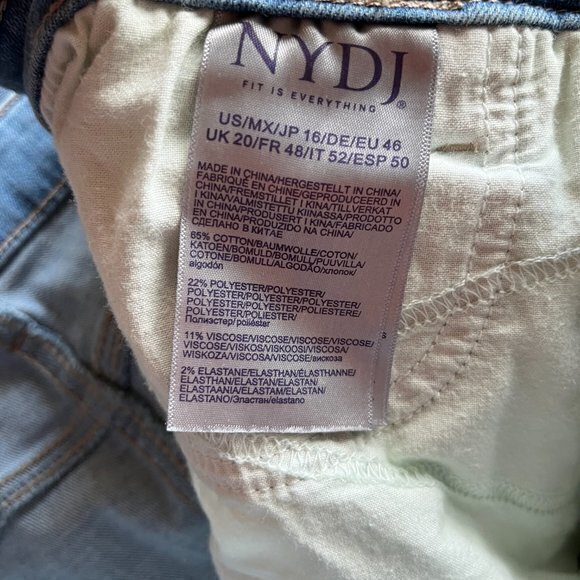 NYDJ
FIT IS EVERYTHING®
US/MX/JP 16/DE/EU 46
UK 20/FR 48/IT 52/ESP 50
MADE IN CHINA/HERGESTELLT IN CHINA/
FABRIQUÉ EN CHINE/GEPRODUCEERD IN
CHINA/FREMSTILLET I KINA/TILLVERKAT
I KINA/VALMISTETTU KIINASSA/PRODOTTO
IN CHINA/PRODUSERT I KINA/FABRICADO
EN CHINA/PRODUZIDO NA CHINA/
СДЕЛАНО В КИТАЕ
65% COTTON/BAUMWOLLE/COTON/
KATOEN/BOMULD/BOMULL/PUUVILLA/
COTONE/BOMULL/ALGODÃO/хлопок/
algodón
22% POLYESTER/POLYESTER/
POLYESTER/POLYESTER/POLYESTER/
POLYESTER/POLYESTERI/POLIESTERE/
POLYESTER/POLIÉSTER/
Полиэстер/poliéster
11% VISCOSE/VISCOSE/VISCOSE/VISCOSE/
VISCOSE/VISKOS/VISKOOSI/VISCOSA/
WISKOZA/VISCOSA/VISCOSE/вискоза
2% ELASTANE/ELASTHAN/ÉLASTHANNE/
ELASTHAN/ELASTAN/ELASTAN/
ELASTAANIA/ELASTAM/ELASTAN/
ELASTANO/Эластан/elastano